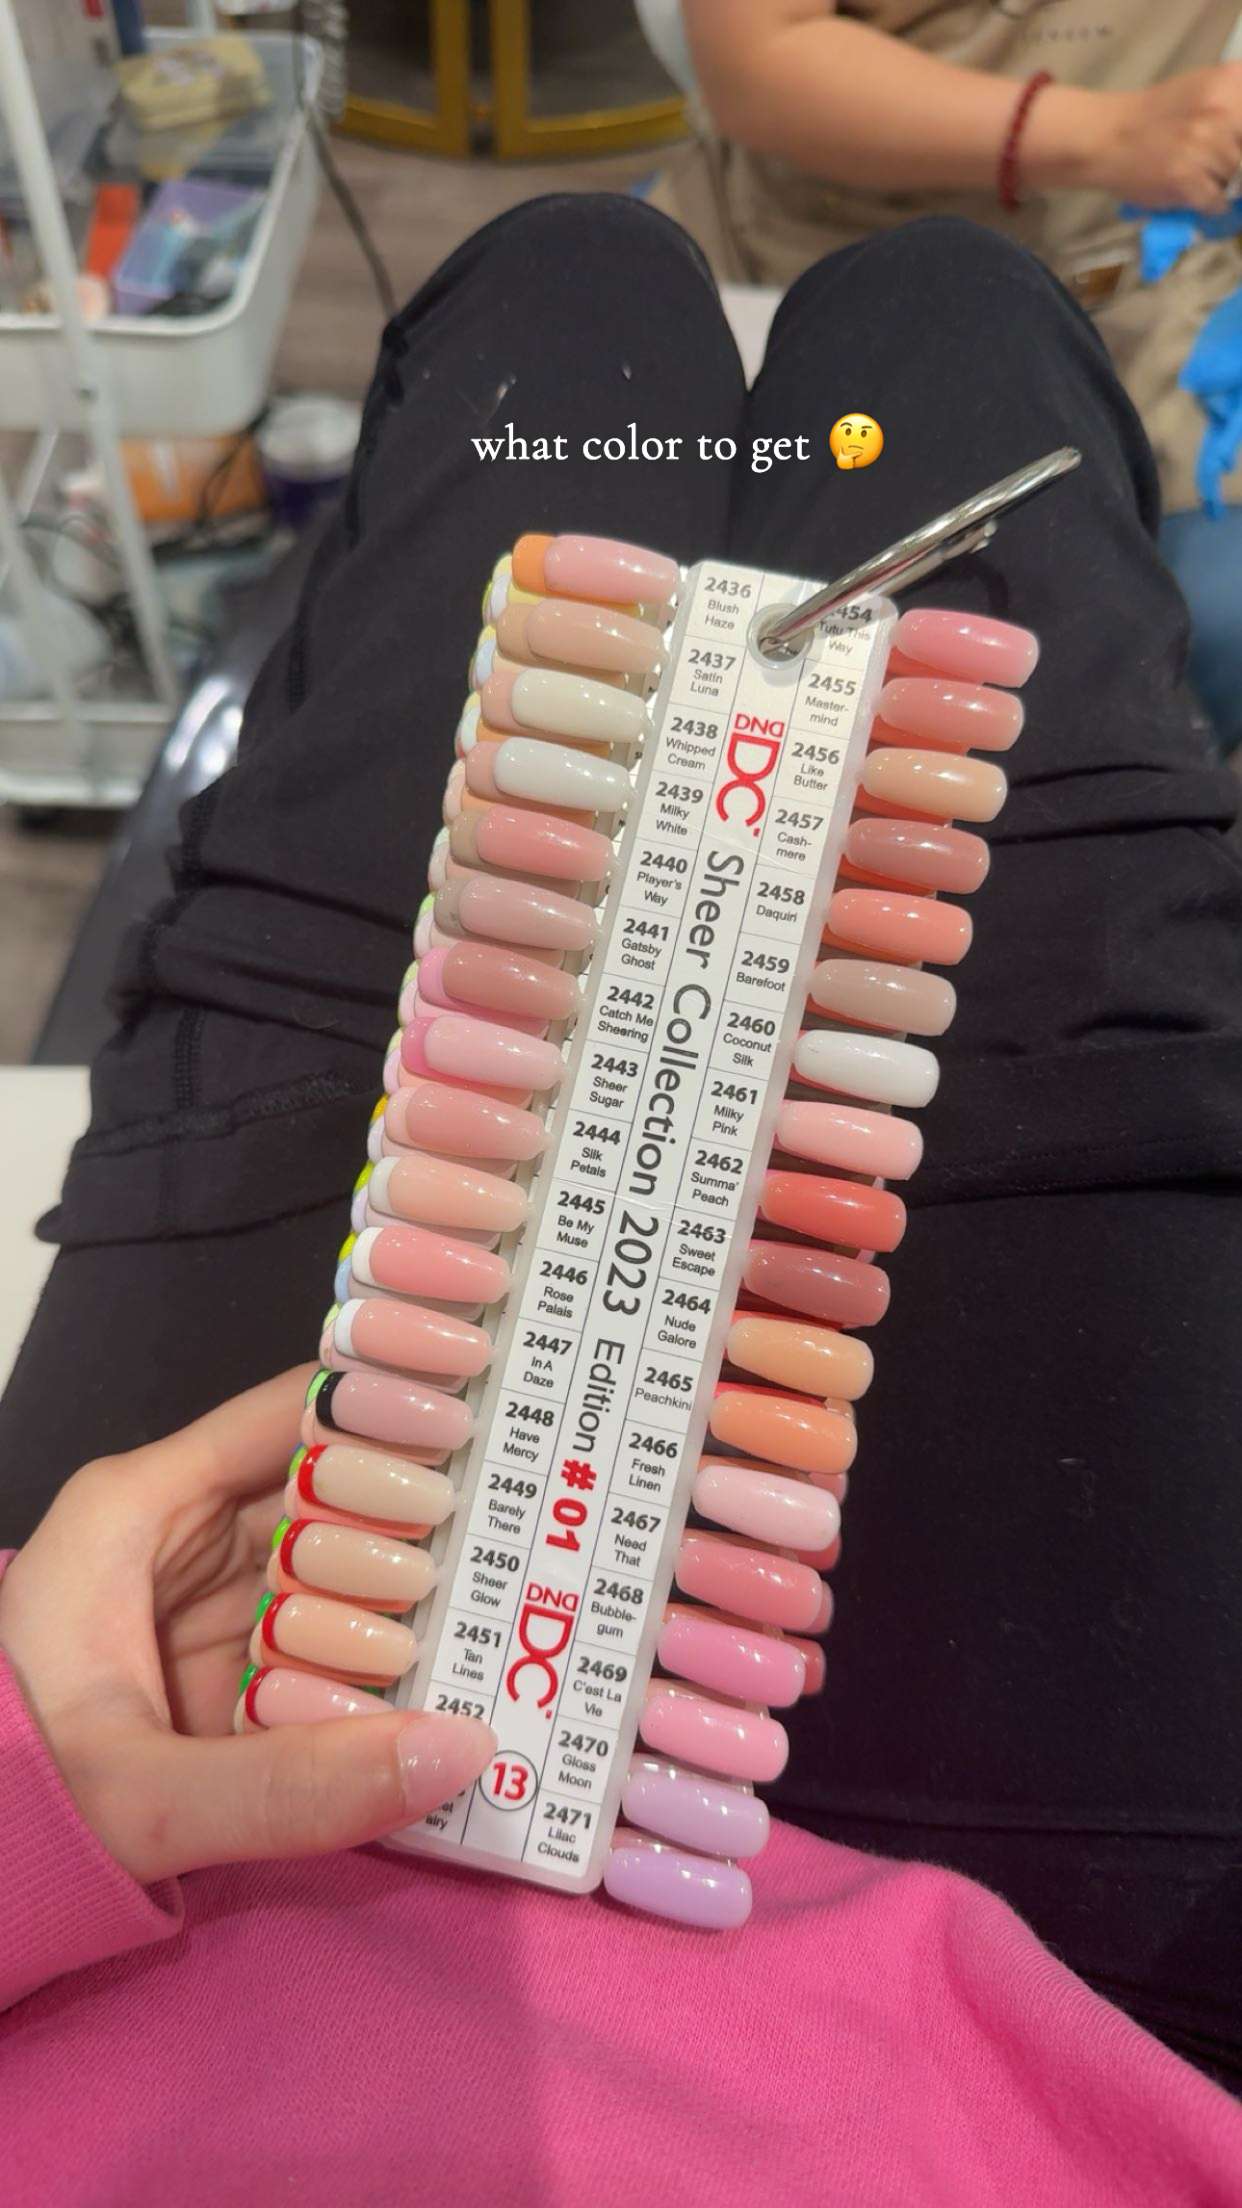 what color to get 🤔
2436
Blush
Haze
2437
Satin
Luna
2438
Whipped
Cream
2439
Milky
White
2440
Player's
Way
2441
Gatsby
Ghost
2442
Catch Me
Sheering
2443
Sheer
Sugar
2444
Silk
Petals
2445
Be My
Muse
2446
Rose
Palais
2447
In A
Daze
2448
Have
Mercy
2449
Barely
There
2450
Sheer
Glow
2451
Tan
Lines
2452
DND
DC
Sheer Collection 2023 Edition #01
DND
DC
13
2454
Tutu This
Way
2455
Master-
mind
2456
Like
Butter
2457
Cash-
mere
2458
Daquiri
2459
Barefoot
2460
Coconut
Silk
2461
Milky
Pink
2462
Summa'
Peach
2463
Sweet
Escape
2464
Nude
Galore
2465
Peachkini
2466
Fresh
Linen
2467
Need
That
2468
Bubble-
gum
2469
C'est La
Vie
2470
Gloss
Moon
2471
Lilac
Clouds